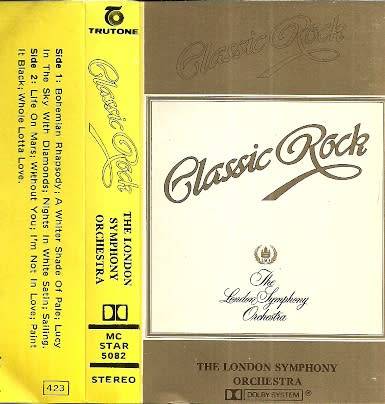 Side 1: Bohemian Rhapsody; A Whiter Shade Of Pale; Lucy
In The Sky With Diamonds; Nights In White Satin; Sailing.
Side 2: Life On Mars; Without You; I'm Not In Love; Paint
It Black; Whole Lotta Love.
423
TRUTONE
Classic Rock
THE LONDON
SYMPHONY
ORCHESTRA
MC
STAR
5082
STEREO
Classic Rock
Classic Rock
The
London Symphony
Orchestra
THE LONDON SYMPHONY
ORCHESTRA
DOLBY SYSTEM